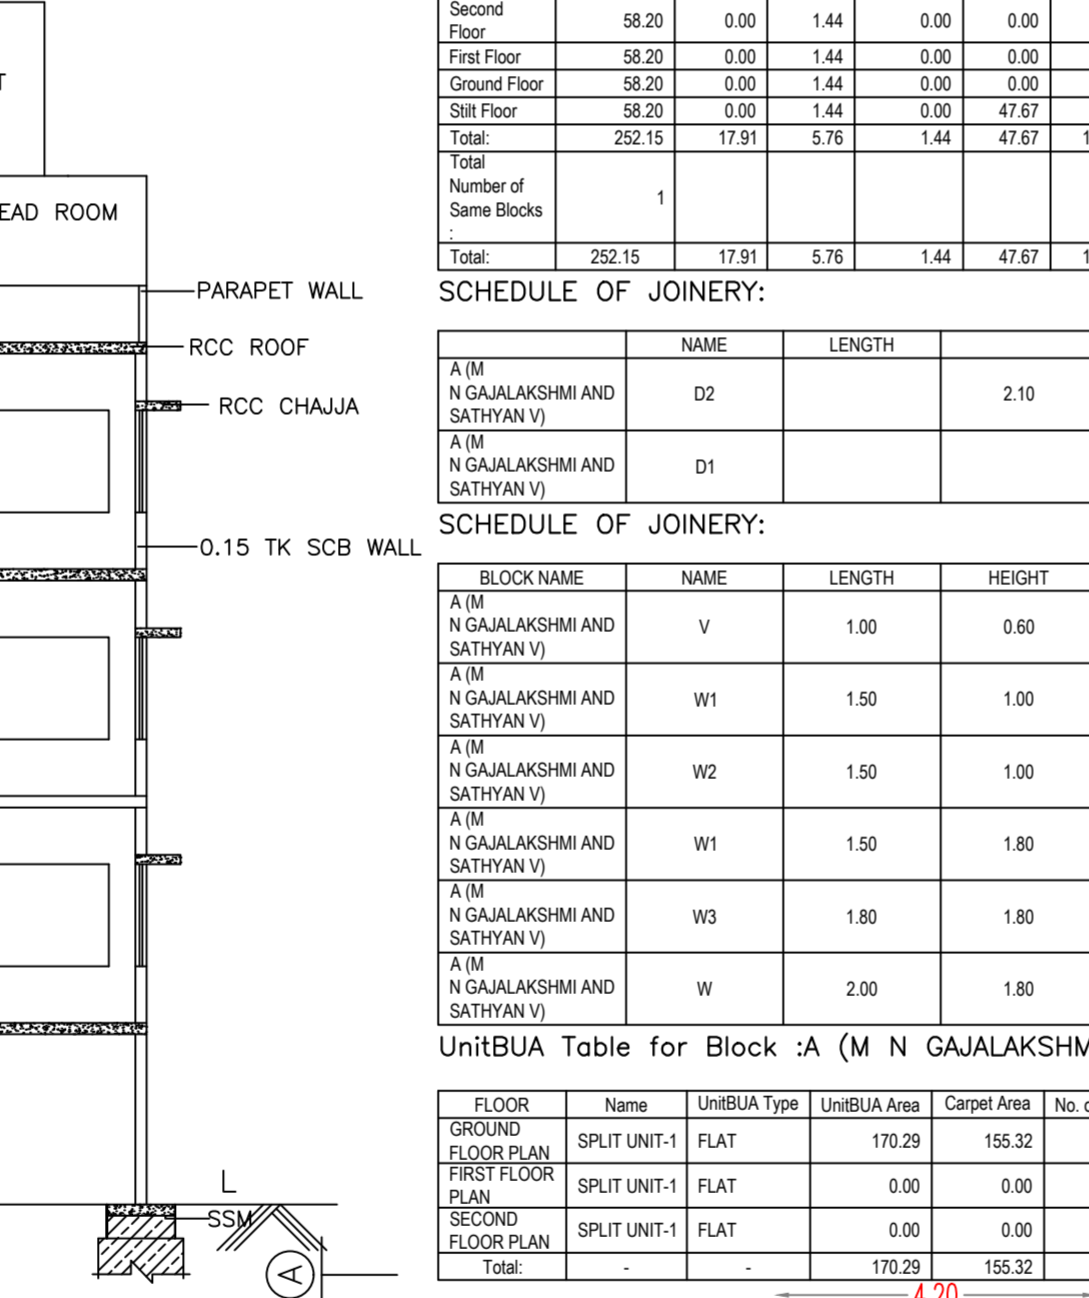 T
EAD ROOM
PARAPET WALL
RCC ROOF
RCC CHAJJA
0.15 TK SCB WALL
L
SSM
A
Second
Floor 58.20 0.00 1.44 0.00 0.00
First Floor 58.20 0.00 1.44 0.00 0.00
Ground Floor 58.20 0.00 1.44 0.00 0.00
Stilt Floor 58.20 0.00 1.44 0.00 47.67
Total: 252.15 17.91 5.76 1.44 47.67 1
Total
Number of
Same Blocks 1
:
Total: 252.15 17.91 5.76 1.44 47.67 1
SCHEDULE OF JOINERY:
NAME LENGTH
A (M
N GAJALAKSHMI AND D2 2.10
SATHYAN V)
A (M
N GAJALAKSHMI AND D1
SATHYAN V)
SCHEDULE OF JOINERY:
BLOCK NAME NAME LENGTH HEIGHT
A (M
N GAJALAKSHMI AND V 1.00 0.60
SATHYAN V)
A (M
N GAJALAKSHMI AND W1 1.50 1.00
SATHYAN V)
A (M
N GAJALAKSHMI AND W2 1.50 1.00
SATHYAN V)
A (M
N GAJALAKSHMI AND W1 1.50 1.80
SATHYAN V)
A (M
N GAJALAKSHMI AND W3 1.80 1.80
SATHYAN V)
A (M
N GAJALAKSHMI AND W 2.00 1.80
SATHYAN V)
UnitBUA Table for Block :A (M N GAJALAKSHM
FLOOR Name UnitBUA Type UnitBUA Area Carpet Area No. o
GROUND
FLOOR PLAN SPLIT UNIT-1 FLAT 170.29 155.32
FIRST FLOOR
PLAN SPLIT UNIT-1 FLAT 0.00 0.00
SECOND
FLOOR PLAN SPLIT UNIT-1 FLAT 0.00 0.00
Total: - - 170.29 155.32
4.20